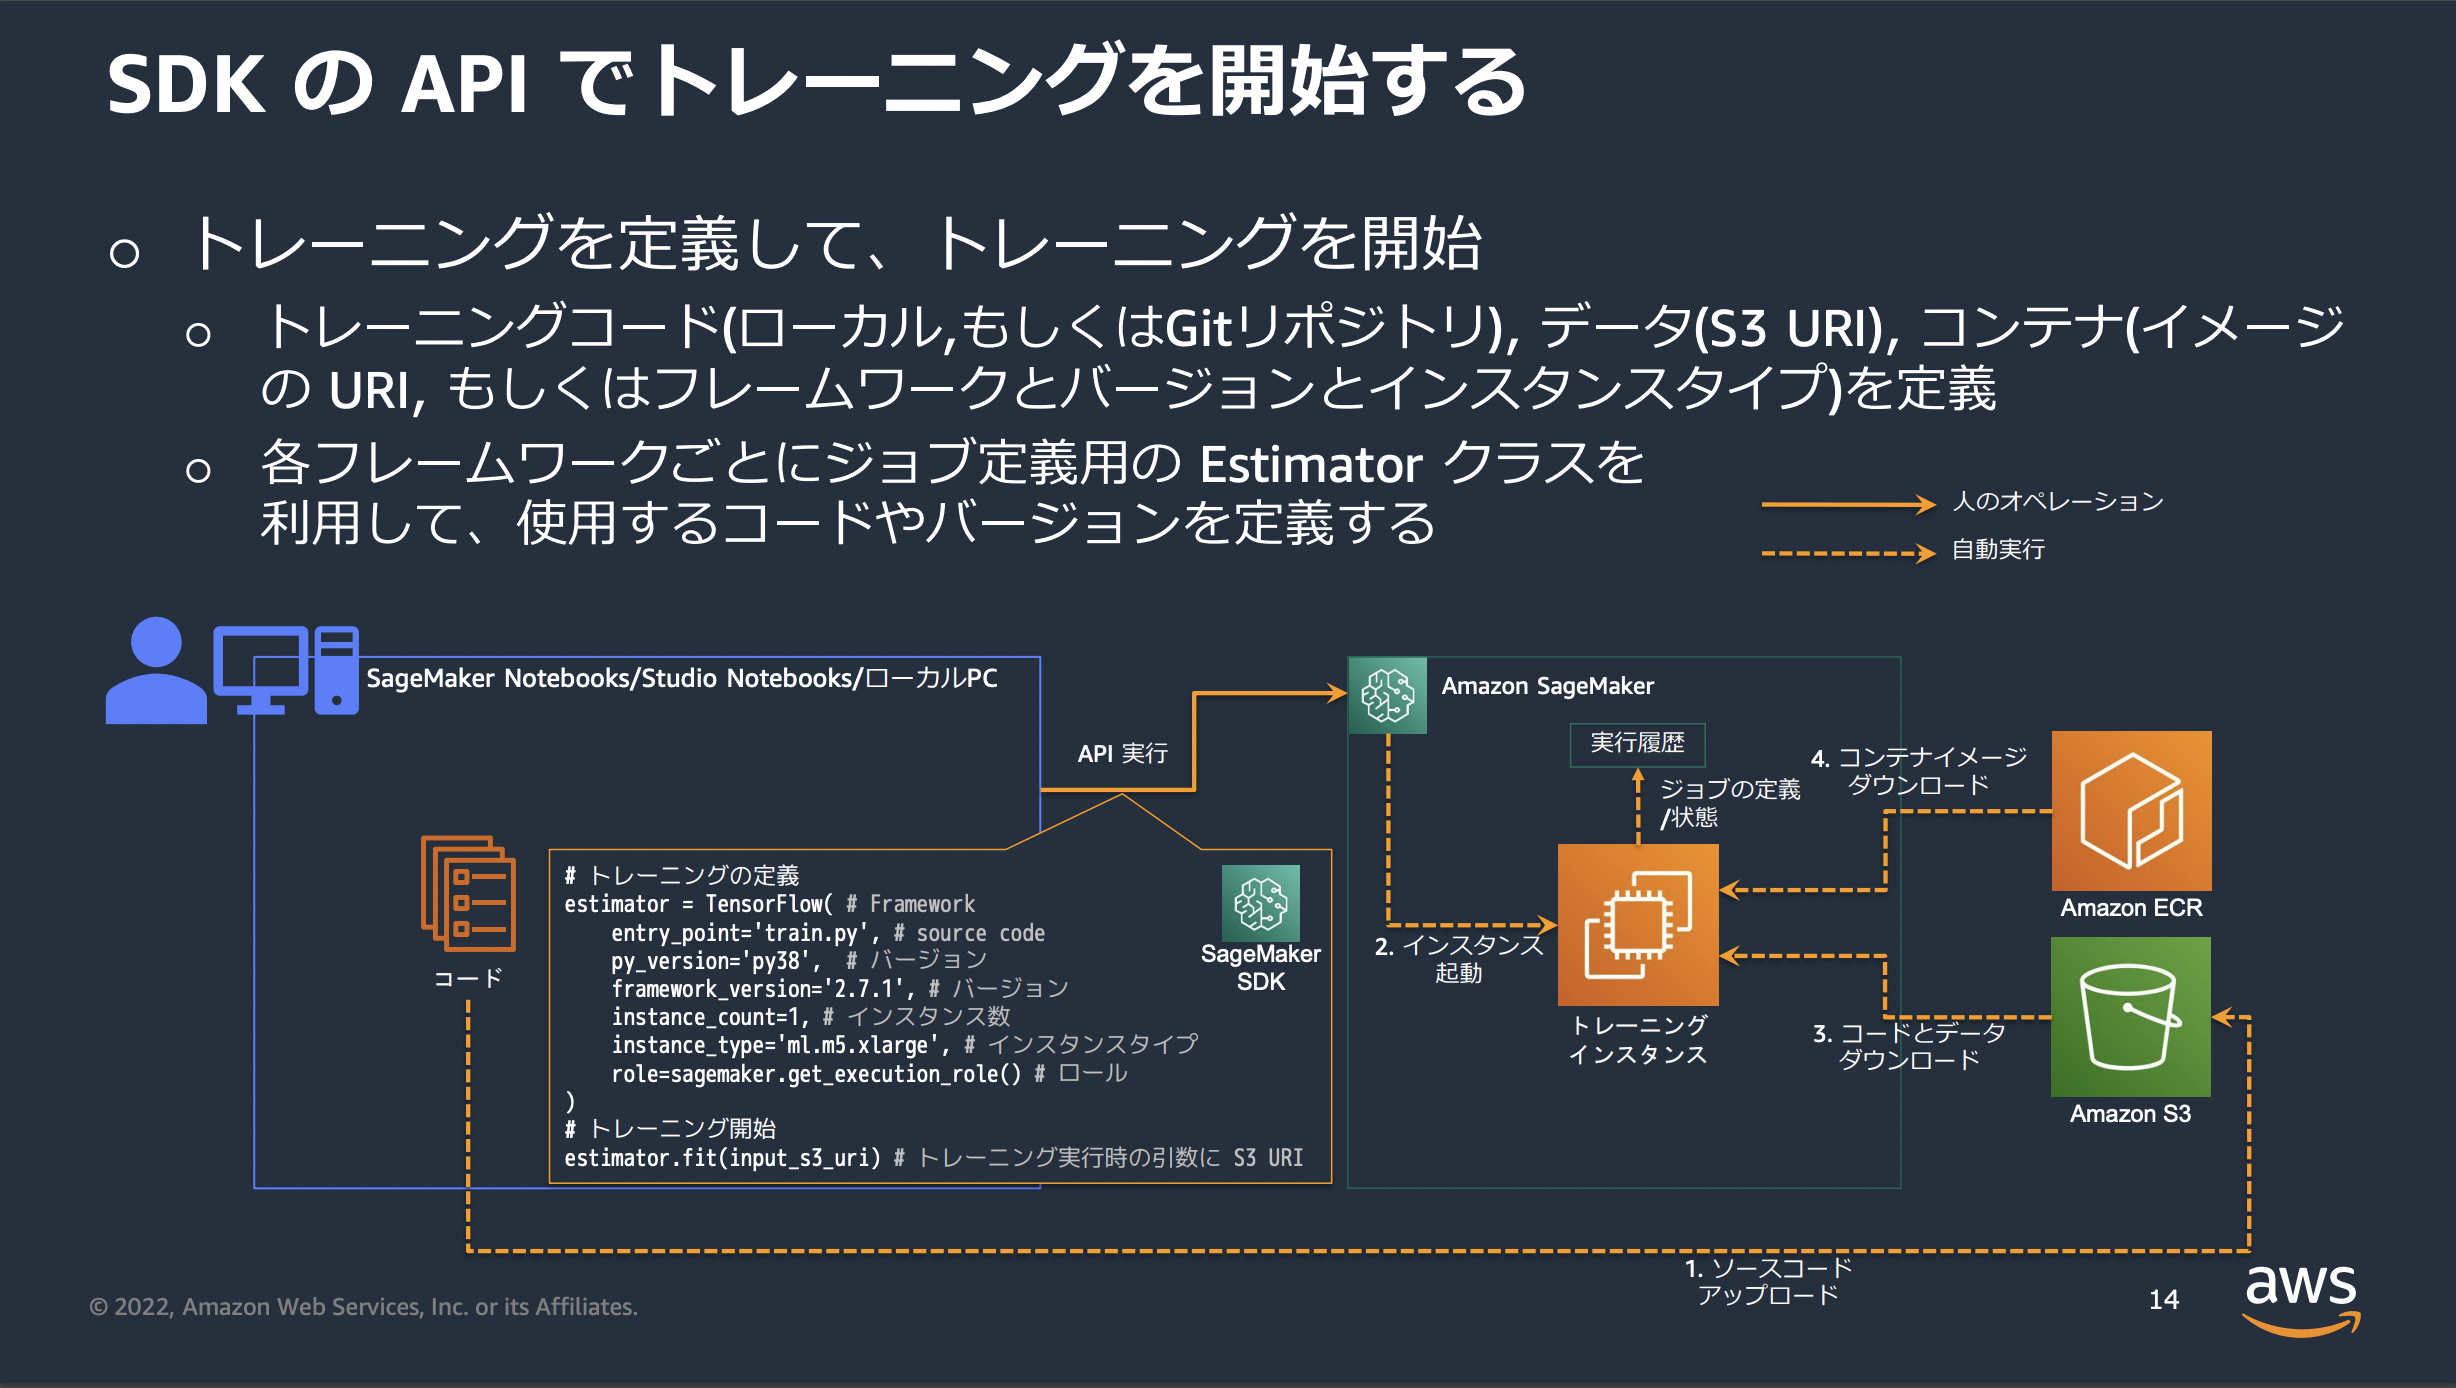 SDK の API でトレーニングを開始する
○ トレーニングを定義して、トレーニングを開始
○ トレーニングコード(ローカル,もしくはGitリポジトリ), データ(S3 URI), コンテナ(イメージ
の URI, もしくはフレームワークとバージョンとインスタンスタイプ)を定義
○ 各フレームワークごとにジョブ定義用の Estimator クラスを
利用して、使用するコードやバージョンを定義する
人のオペレーション
自動実行
SageMaker Notebooks/Studio Notebooks/ローカルPC
コード
API 実行
# トレーニングの定義
estimator = TensorFlow( # Framework
    entry_point='train.py', # source code
    py_version='py38',  # バージョン
    framework_version='2.7.1', # バージョン
    instance_count=1, # インスタンス数
    instance_type='ml.m5.xlarge', # インスタンスタイプ
    role=sagemaker.get_execution_role() # ロール
)
# トレーニング開始
estimator.fit(input_s3_uri) # トレーニング実行時の引数に S3 URI
SageMaker
SDK
Amazon SageMaker
実行履歴
ジョブの定義
/状態
2. インスタンス
起動
トレーニング
インスタンス
4. コンテナイメージ
ダウンロード
Amazon ECR
3. コードとデータ
ダウンロード
Amazon S3
1. ソースコード
アップロード
© 2022, Amazon Web Services, Inc. or its Affiliates.
14
aws